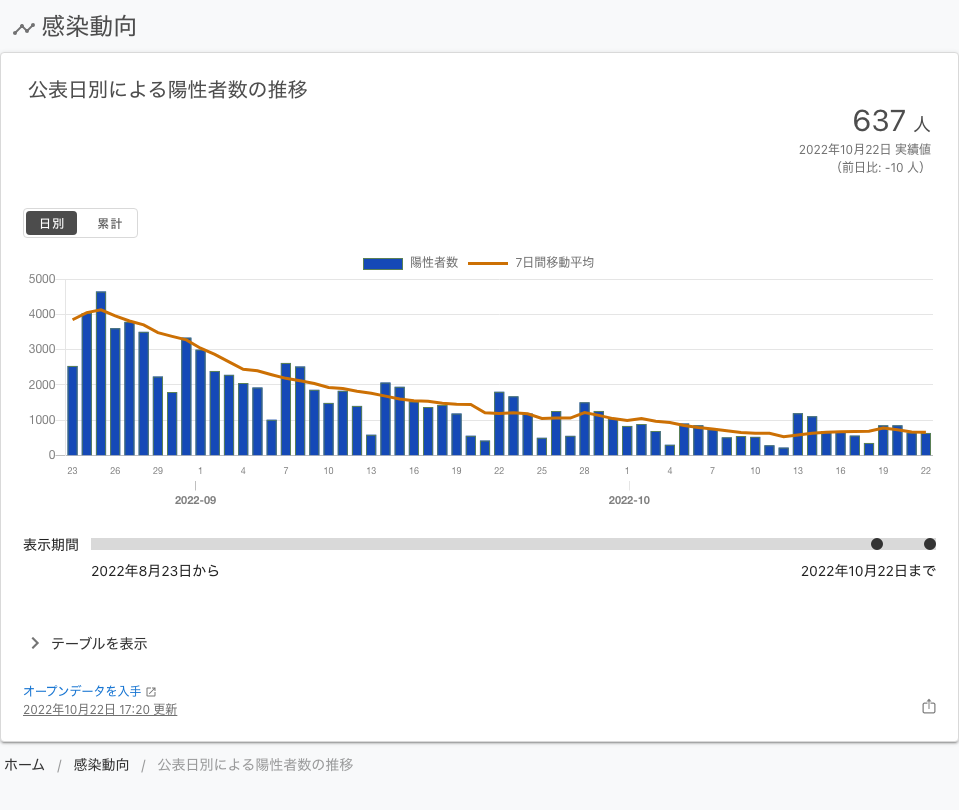 感染動向
公表日別による陽性者数の推移
637 人
2022年10月22日 実績値
（前日比: -10 人）
日別 累計
陽性者数 7日間移動平均
5000
4000
3000
2000
1000
0
23 26 29 1 4 7 10 13 16 19 22 25 28 1 4 7 10 13 16 19 22
2022-09 2022-10
表示期間
2022年8月23日から 2022年10月22日まで
テーブルを表示
オープンデータを入手
2022年10月22日 17:20 更新
ホーム / 感染動向 / 公表日別による陽性者数の推移